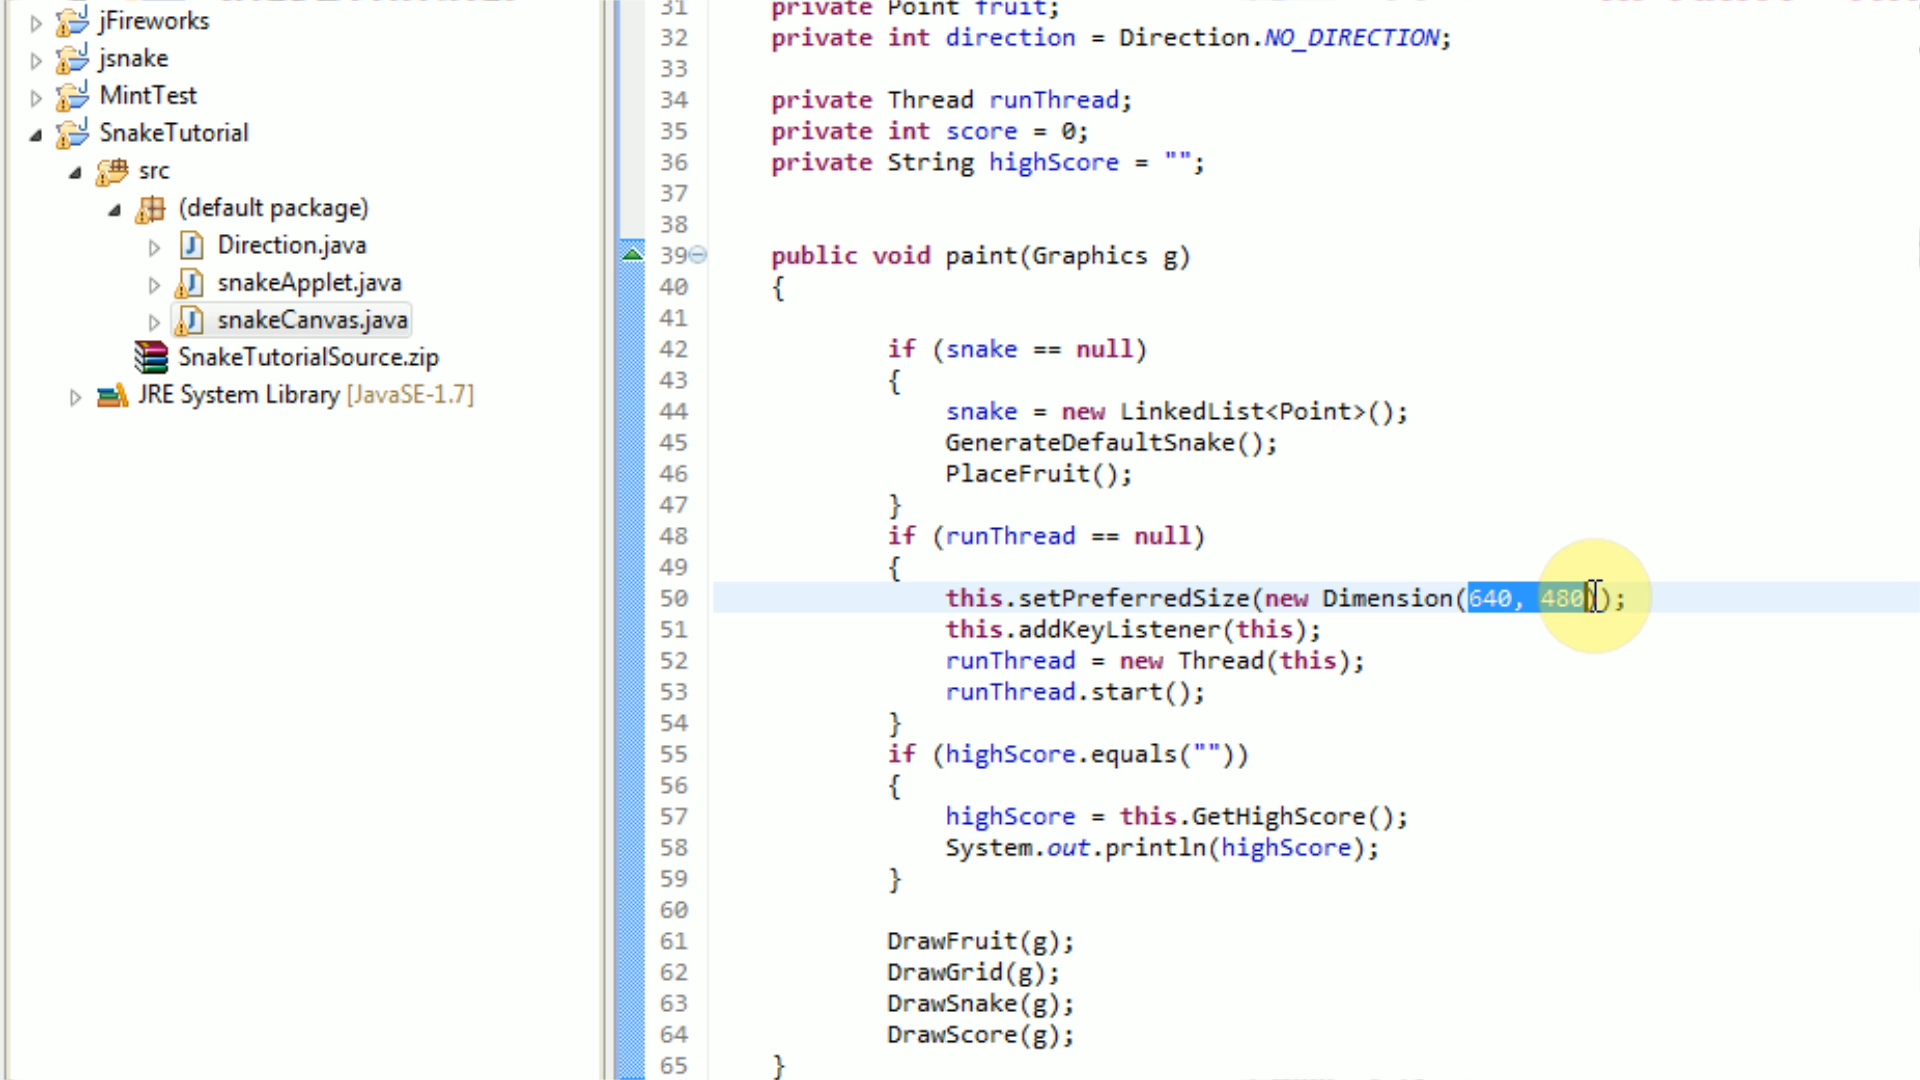 jFireworks
jsnake
MintTest
SnakeTutorial
src
(default package)
Direction.java
snakeApplet.java
snakeCanvas.java
SnakeTutorialSource.zip
JRE System Library [JavaSE-1.7]
31 private Point fruit;
32 private int direction = Direction.NO_DIRECTION;
33
34 private Thread runThread;
35 private int score = 0;
36 private String highScore = "";
37
38
39 public void paint(Graphics g)
40 {
41
42 if (snake == null)
43 {
44 snake = new LinkedList<Point>();
45 GenerateDefaultSnake();
46 PlaceFruit();
47 }
48 if (runThread == null)
49 {
50 this.setPreferredSize(new Dimension(640, 480));
51 this.addKeyListener(this);
52 runThread = new Thread(this);
53 runThread.start();
54 }
55 if (highScore.equals(""))
56 {
57 highScore = this.GetHighScore();
58 System.out.println(highScore);
59 }
60
61 DrawFruit(g);
62 DrawGrid(g);
63 DrawSnake(g);
64 DrawScore(g);
65 }